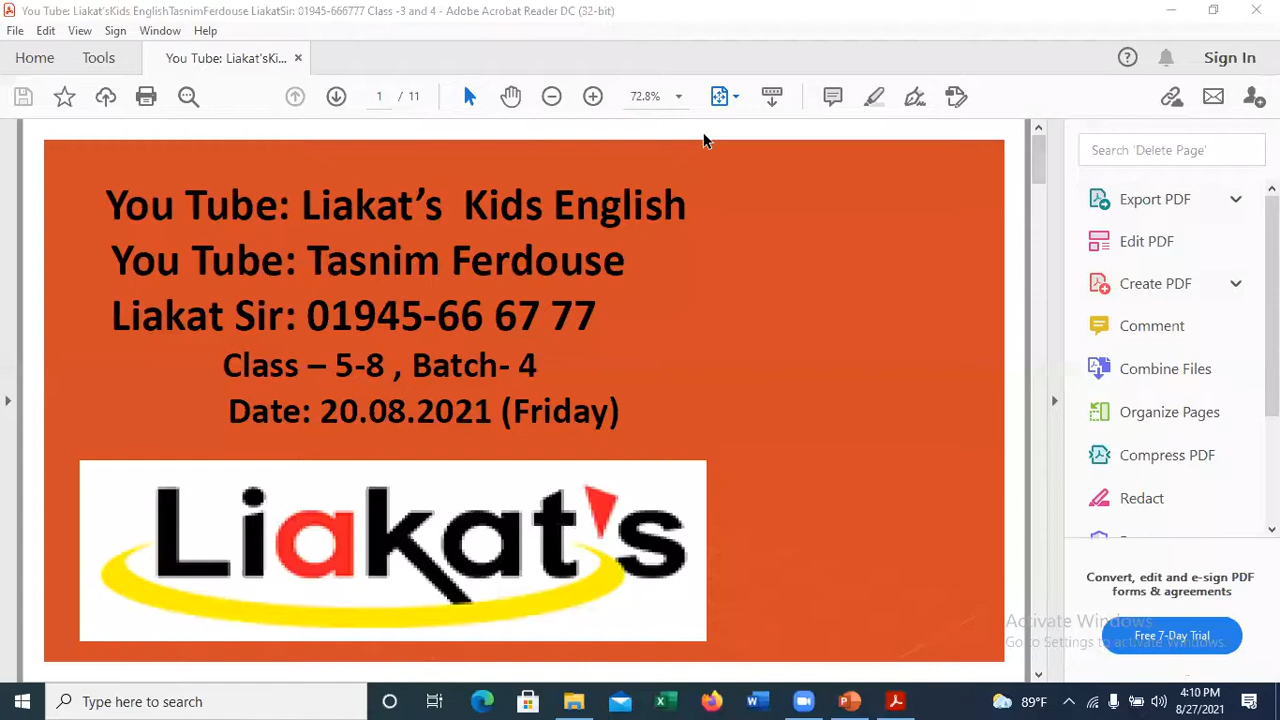 You Tube: Liakat'sKids EnglishTasnimFerdouse LiakatSir: 01945-666777 Class -3 and 4 - Adobe Acrobat Reader DC (32-bit)
File Edit View Sign Window Help
Home Tools You Tube: Liakat'sKi... × Sign In
1 / 11 72.8%
You Tube: Liakat’s  Kids English
You Tube: Tasnim Ferdouse
Liakat Sir: 01945-66 67 77
Class – 5-8 , Batch- 4
Date: 20.08.2021 (Friday)
Liakat's
Search 'Delete Page'
Export PDF
Edit PDF
Create PDF
Comment
Combine Files
Organize Pages
Compress PDF
Redact
Convert, edit and e-sign PDF
forms & agreements
Free 7-Day Trial
Activate Windows
Go to Settings to activate Windows.
Type here to search
89°F
4:10 PM
8/27/2021